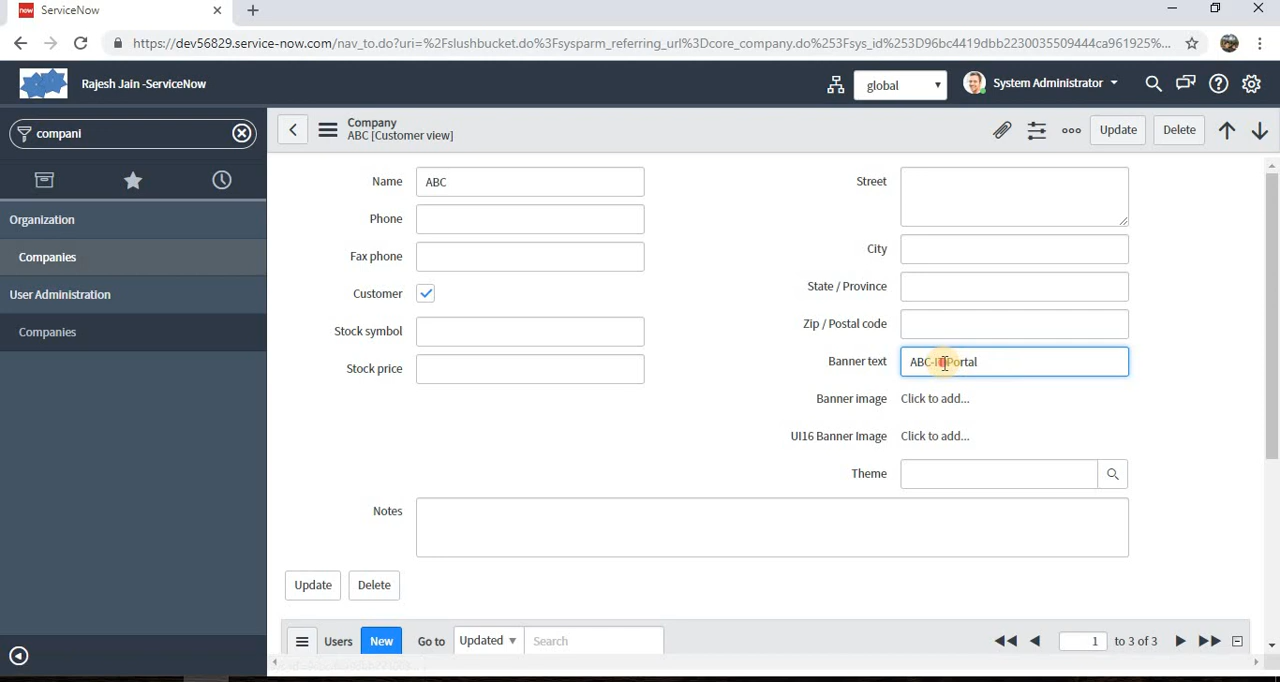 now ServiceNow
https://dev56829.service-now.com/nav_to.do?uri=%2Fslushbucket.do%3Fsysparm_referring_url%3Dcore_company.do%253Fsys_id%253D96bc4419dbb2230035509444ca961925%...
Rajesh Jain -ServiceNow
global
System Administrator
compani
Organization
Companies
User Administration
Companies
Company
ABC [Customer view]
Update
Delete
Name ABC
Phone
Fax phone
Customer
Stock symbol
Stock price
Street
City
State / Province
Zip / Postal code
Banner text ABC- Portal
Banner image Click to add...
UI16 Banner Image Click to add...
Theme
Notes
Update Delete
Users New Go to Updated Search 1 to 3 of 3